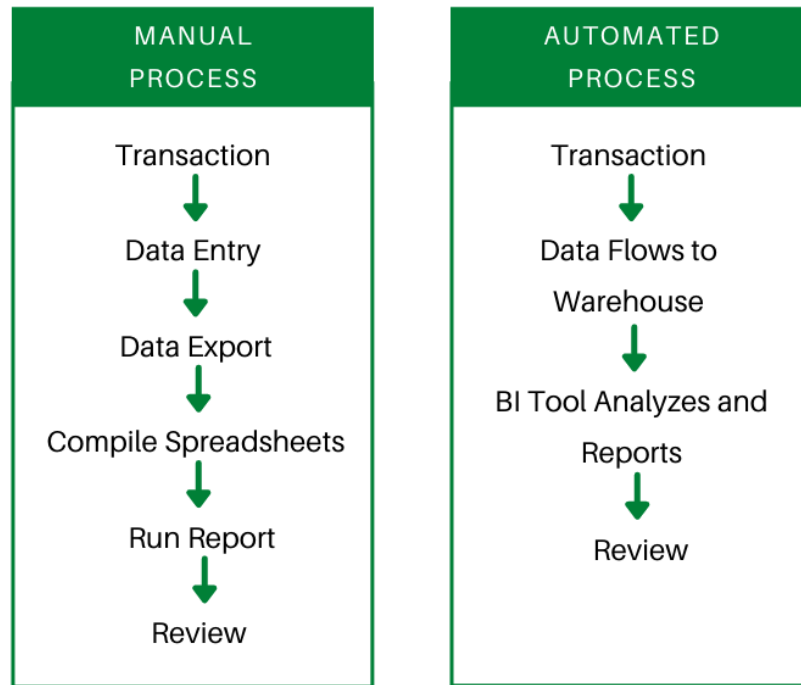 MANUAL
PROCESS
Transaction
Data Entry
Data Export
Compile Spreadsheets
Run Report
Review
AUTOMATED
PROCESS
Transaction
Data Flows to
Warehouse
BI Tool Analyzes and
Reports
Review